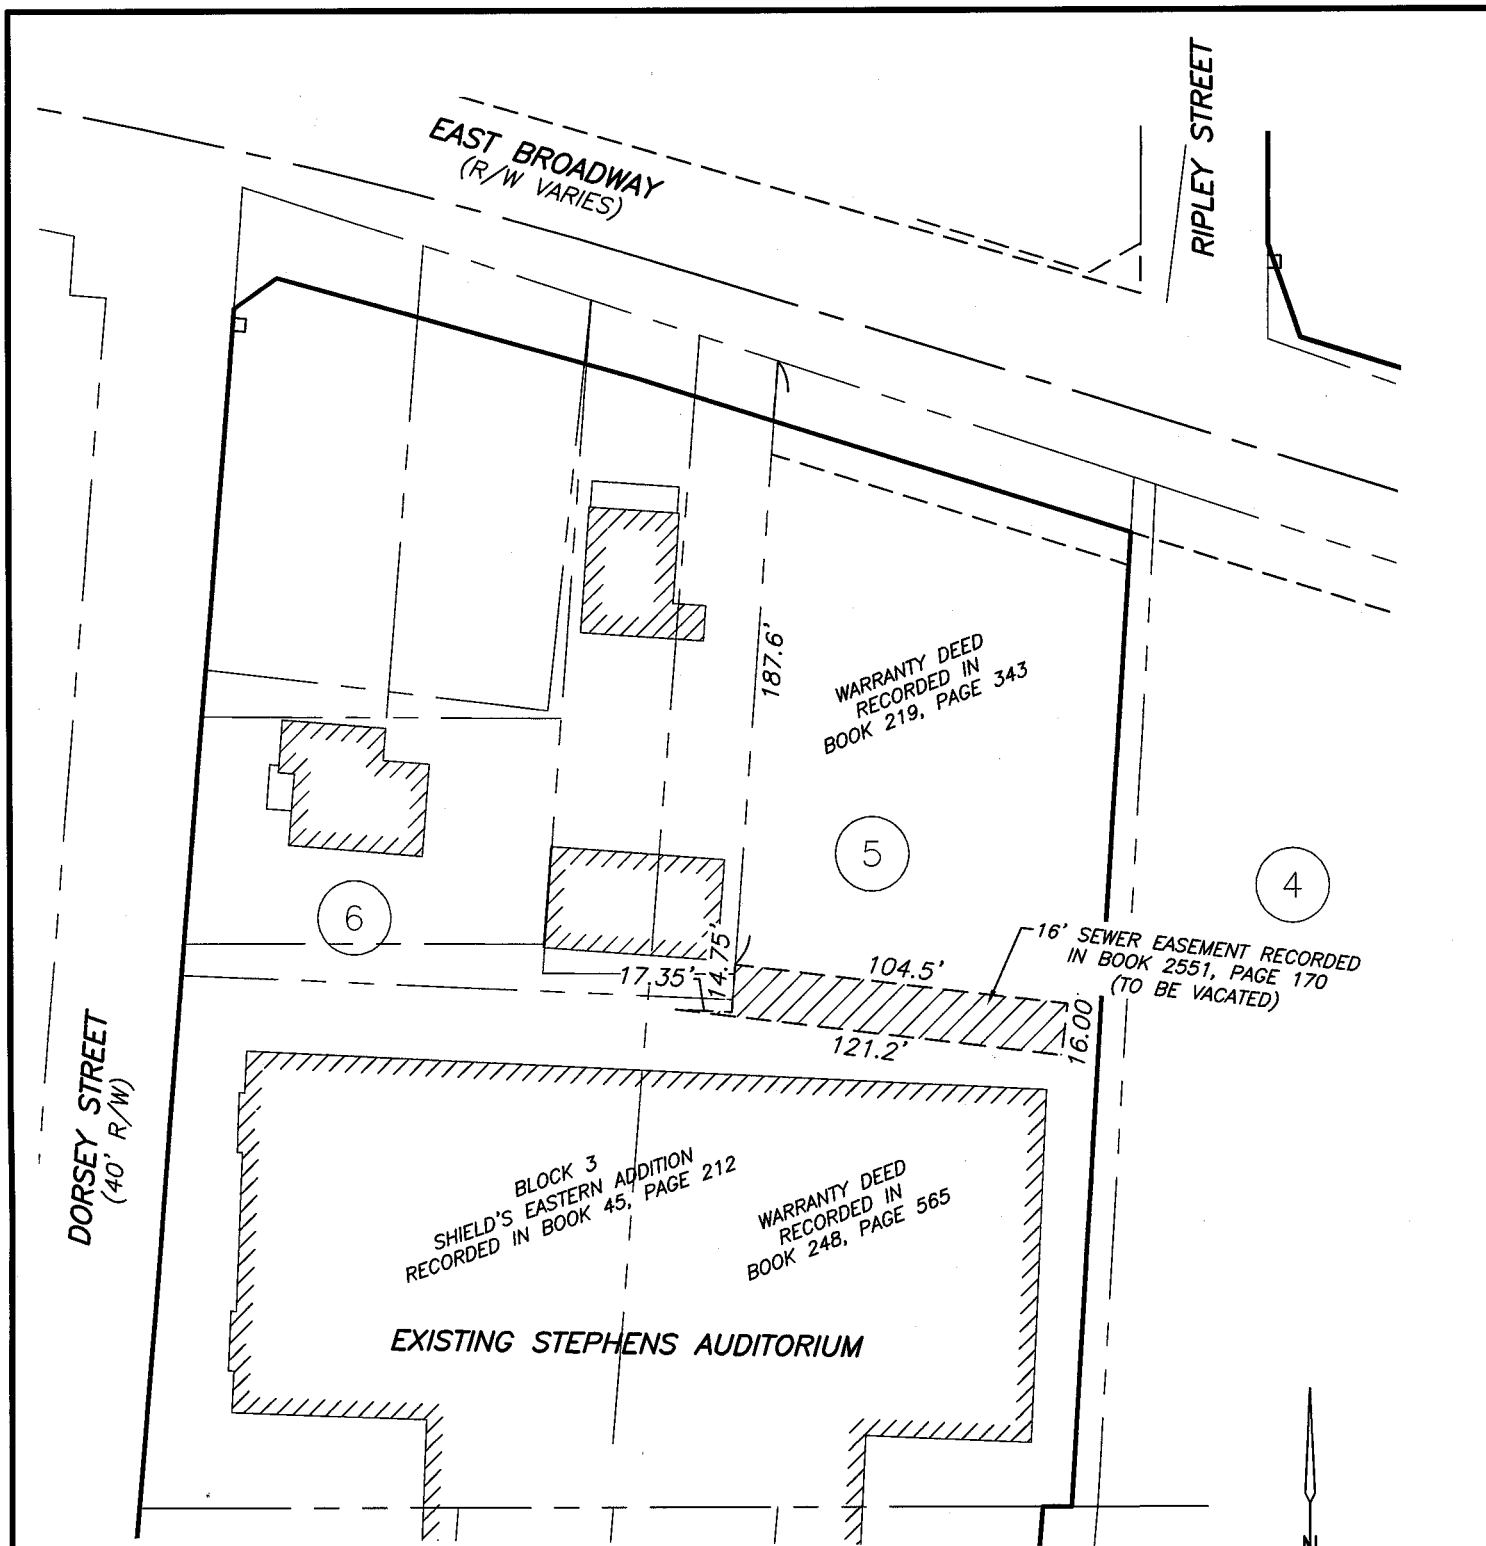 EAST BROADWAY
(R/W VARIES)
RIPLEY STREET
187.6'
WARRANTY DEED
RECORDED IN
BOOK 219, PAGE 343
5
4
6
16' SEWER EASEMENT RECORDED
IN BOOK 2551, PAGE 170
(TO BE VACATED)
17.35'
14.75'
104.5'
121.2'
16.00'
DORSEY STREET
(40' R/W)
BLOCK 3
SHIELD'S EASTERN ADDITION
RECORDED IN BOOK 45, PAGE 212
WARRANTY DEED
RECORDED IN
BOOK 248, PAGE 565
EXISTING STEPHENS AUDITORIUM
N